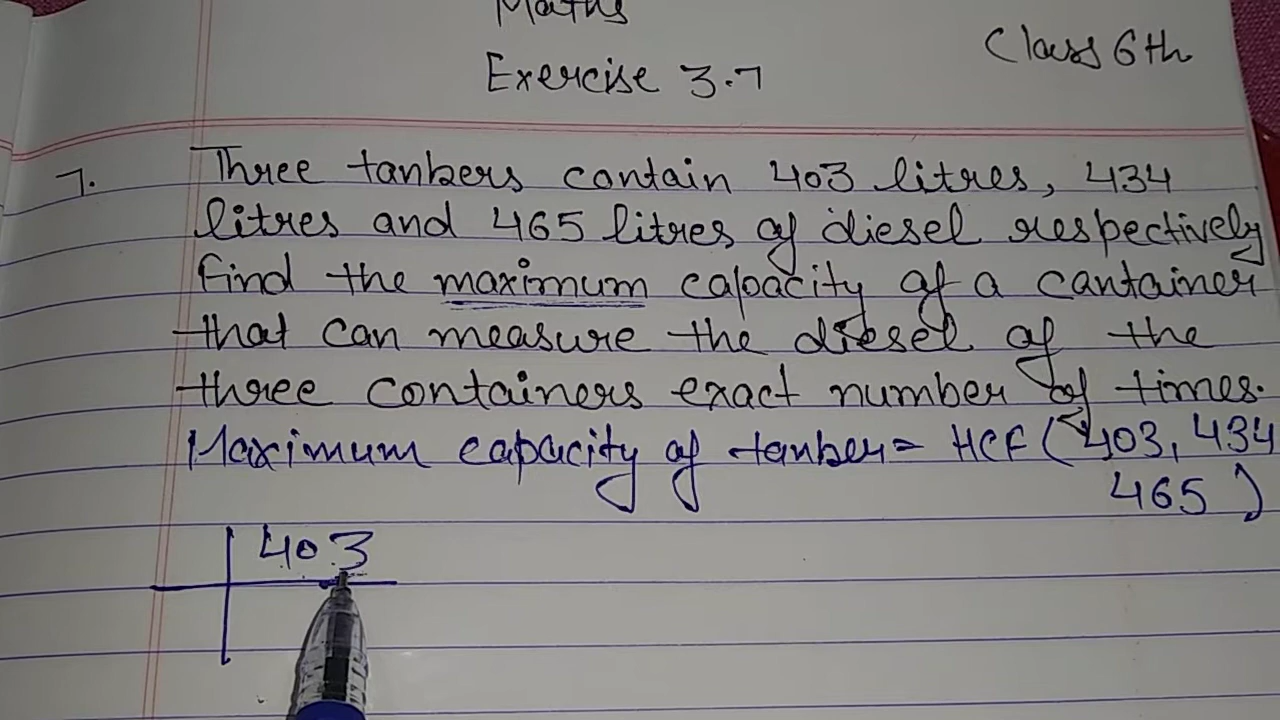 Maths
Exercise 3.7
Class 6th
7. Three tankers contain 403 litres, 434
litres and 465 litres of diesel respectively
find the maximum capacity of a cantainer
that can measure the diesel of the
three containers exact number of times.
Maximum capacity of tanker = HCF (403, 434
465)
403